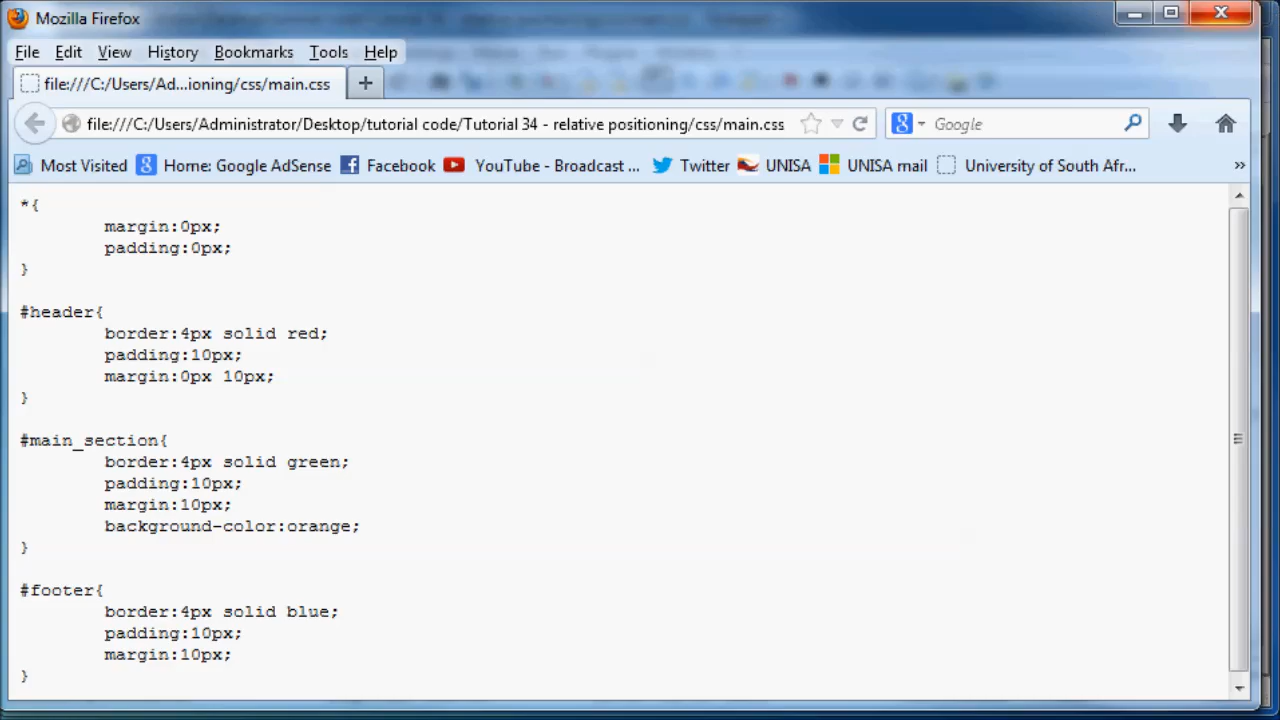 Mozilla Firefox
File Edit View History Bookmarks Tools Help
file:///C:/Users/Ad...ioning/css/main.css +
file:///C:/Users/Administrator/Desktop/tutorial code/Tutorial 34 - relative positioning/css/main.css Google
Most Visited Home: Google AdSense Facebook YouTube - Broadcast ... Twitter UNISA UNISA mail University of South Afr... »
*{
margin:0px;
padding:0px;
}
#header{
border:4px solid red;
padding:10px;
margin:0px 10px;
}
#main_section{
border:4px solid green;
padding:10px;
margin:10px;
background-color:orange;
}
#footer{
border:4px solid blue;
padding:10px;
margin:10px;
}